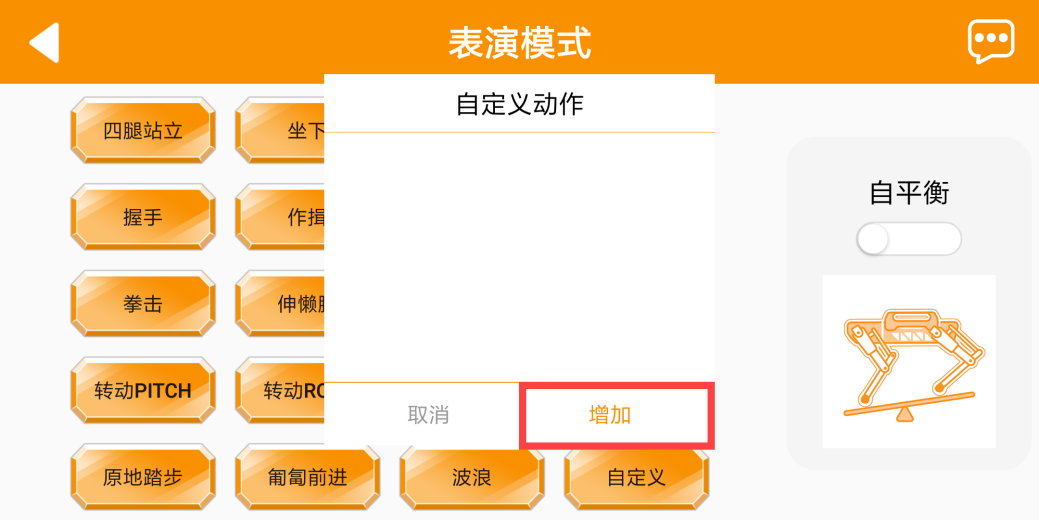 表演模式
自定义动作
四腿站立
坐下
握手
作揖
拳击
伸懒
转动PITCH
转动RO
原地踏步
匍匐前进
波浪
自定义
取消
增加
自平衡